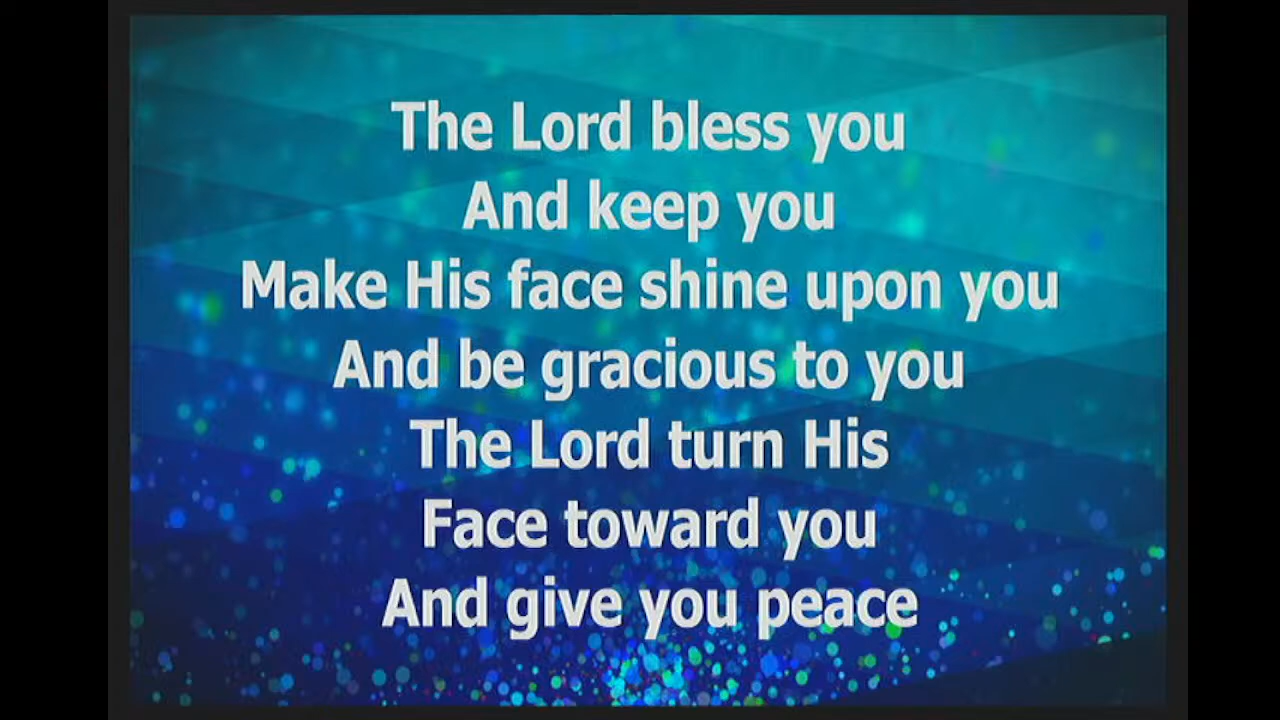 The Lord bless you
And keep you
Make His face shine upon you
And be gracious to you
The Lord turn His
Face toward you
And give you peace